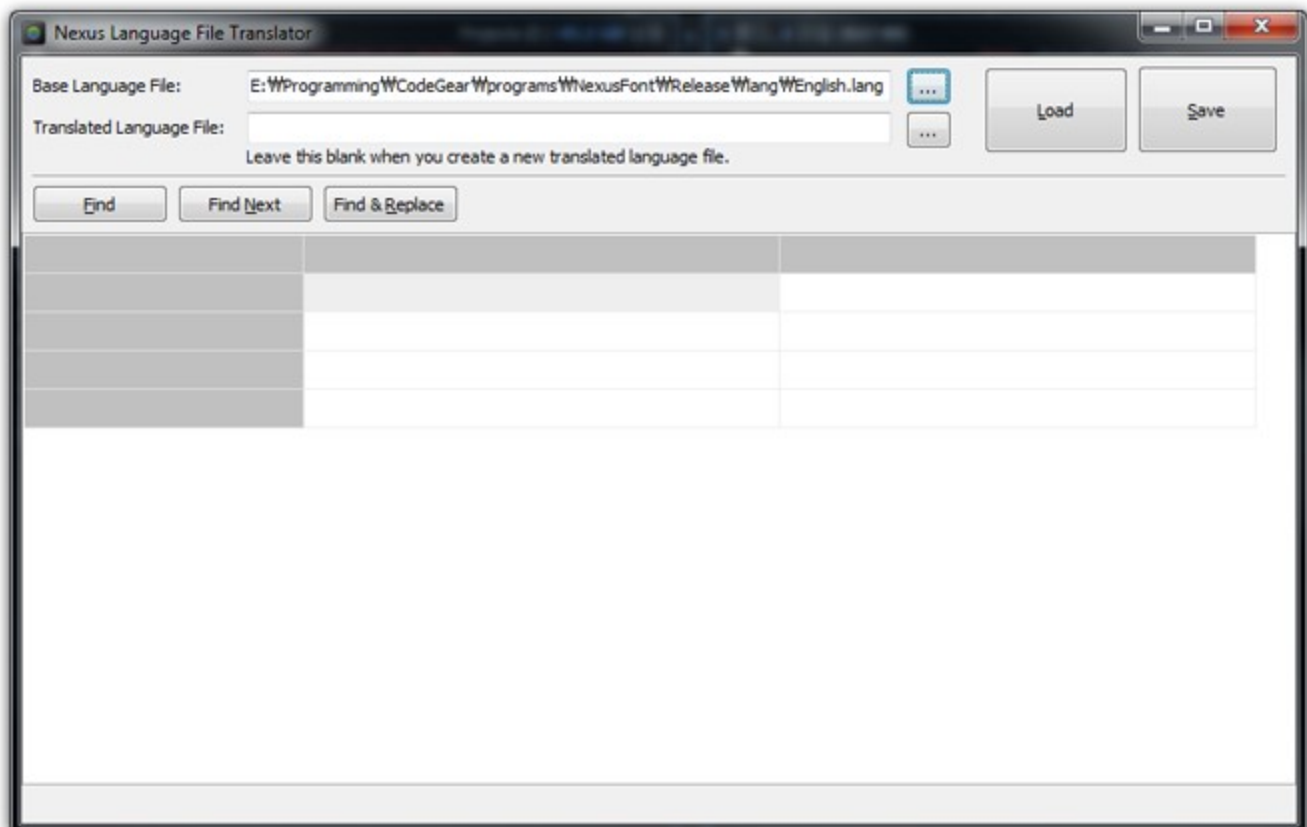 Nexus Language File Translator
Base Language File: E:₩Programming₩CodeGear₩programs₩NexusFont₩Release₩lang₩English.lang ... Load Save
Translated Language File: ...
Leave this blank when you create a new translated language file.
Find Find Next Find & Replace